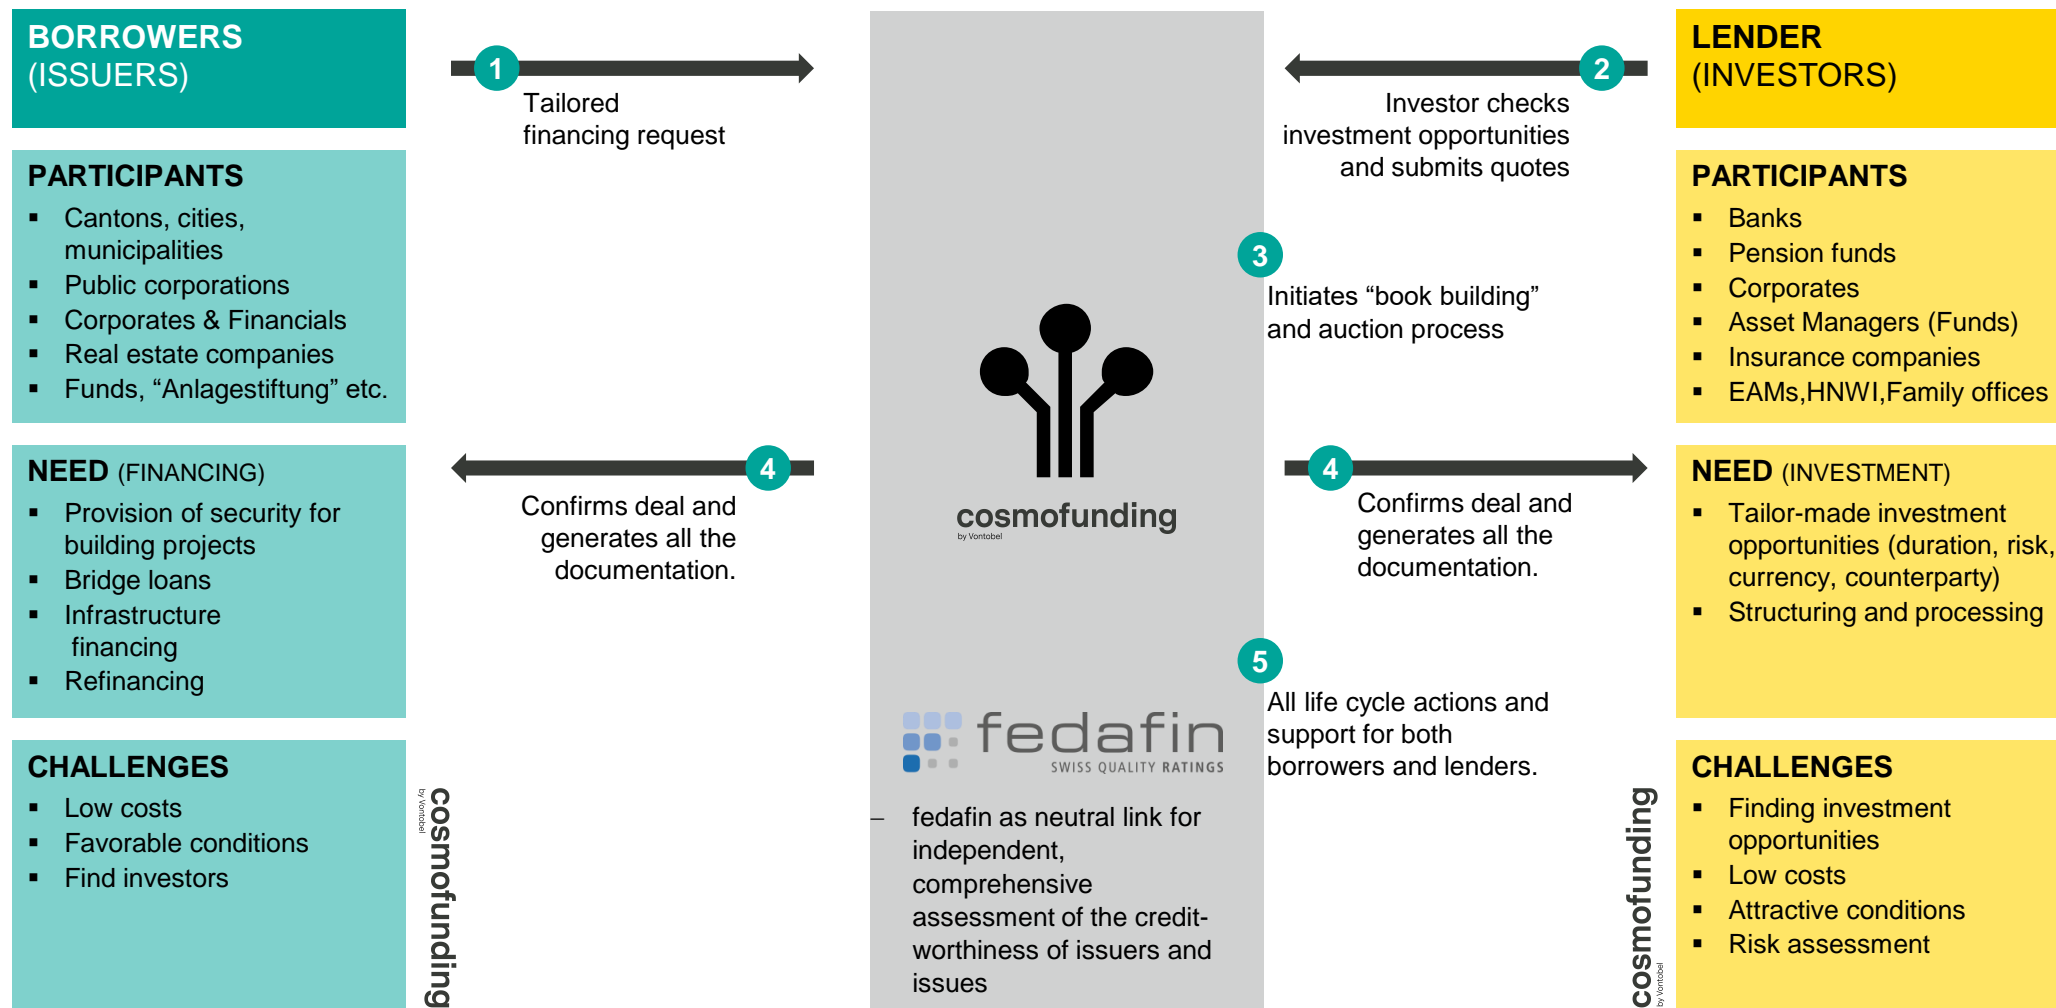 BORROWERS
(ISSUERS)
PARTICIPANTS
▪ Cantons, cities,
municipalities
▪ Public corporations
▪ Corporates & Financials
▪ Real estate companies
▪ Funds, “Anlagestiftung” etc.
NEED (FINANCING)
▪ Provision of security for
building projects
▪ Bridge loans
▪ Infrastructure
financing
▪ Refinancing
CHALLENGES
▪ Low costs
▪ Favorable conditions
▪ Find investors
1
Tailored
financing request
4
Confirms deal and
generates all the
documentation.
cosmofunding
by Vontobel
cosmofunding
by Vontobel
fedafin
SWISS QUALITY RATINGS
– fedafin as neutral link for
independent,
comprehensive
assessment of the credit-
worthiness of issuers and
issues
2
Investor checks
investment opportunities
and submits quotes
3
Initiates “book building”
and auction process
4
Confirms deal and
generates all the
documentation.
5
All life cycle actions and
support for both
borrowers and lenders.
cosmofunding
by Vontobel
LENDER
(INVESTORS)
PARTICIPANTS
▪ Banks
▪ Pension funds
▪ Corporates
▪ Asset Managers (Funds)
▪ Insurance companies
▪ EAMs,HNWI,Family offices
NEED (INVESTMENT)
▪ Tailor-made investment
opportunities (duration, risk,
currency, counterparty)
▪ Structuring and processing
CHALLENGES
▪ Finding investment
opportunities
▪ Low costs
▪ Attractive conditions
▪ Risk assessment